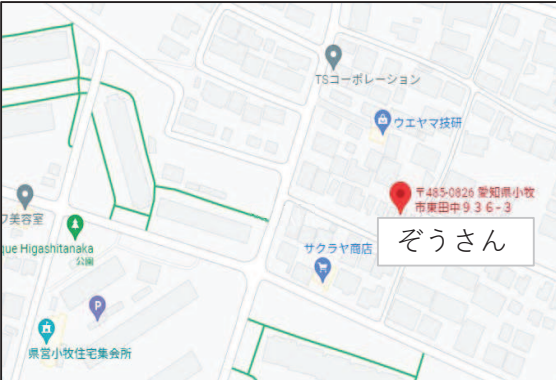 TSコーポレーション
ウエヤマ技研
〒485-0826 愛知県小牧
市東田中９３６-３
ぞうさん
フ美容室
que Higashitanaka
公園
サクラヤ商店
P
県営小牧住宅集会所